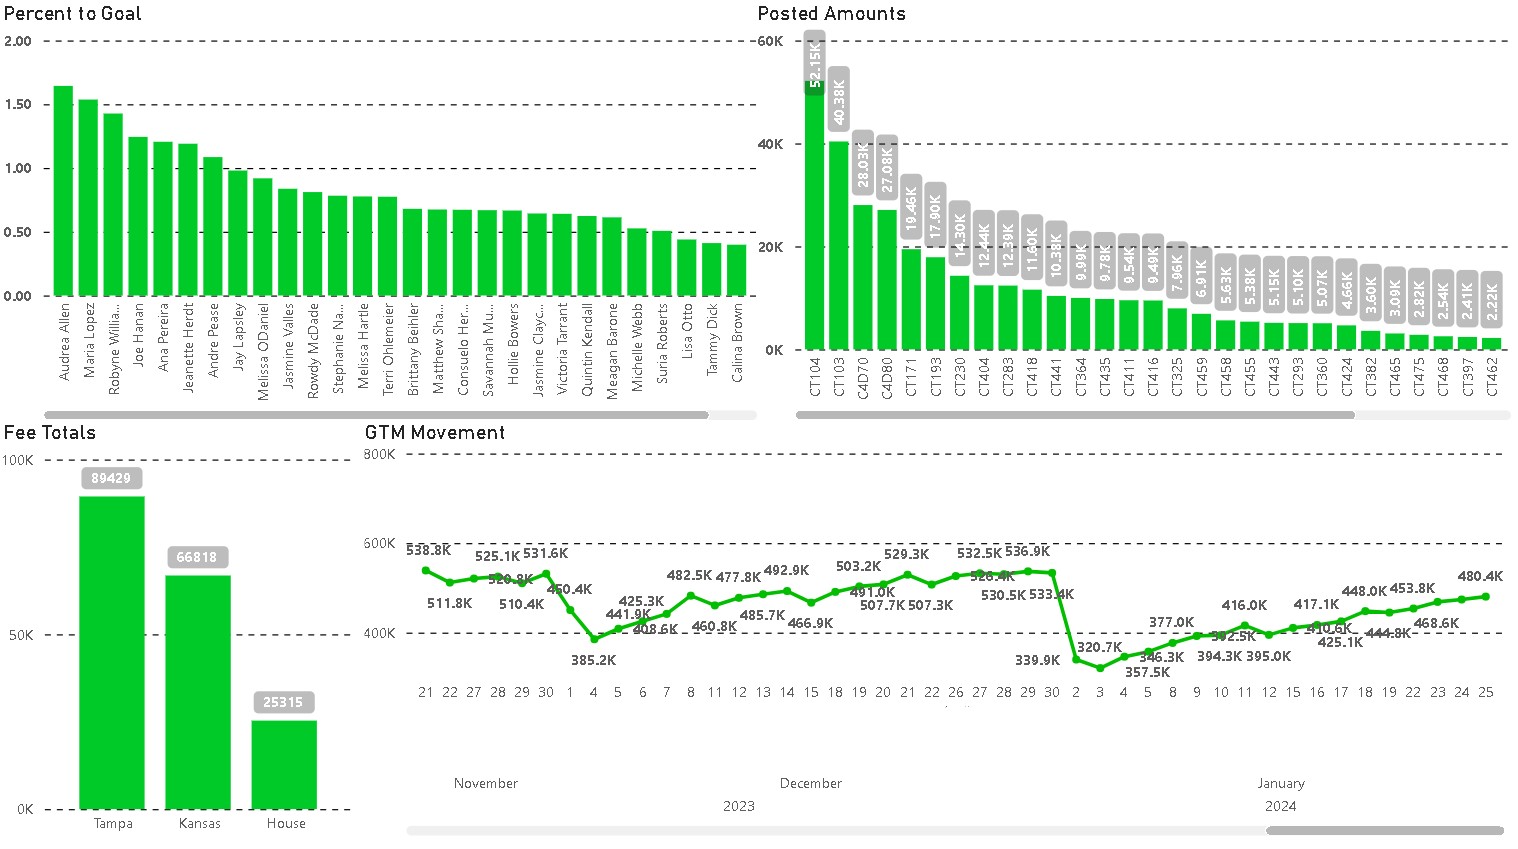 Percent to Goal
2.00
1.50
1.00
0.50
0.00
Audrea Allen
Maria Lopez
Robyne Willia...
Joe Hanan
Ana Pereira
Jeanette Herdt
Andre Pease
Jay Lapsley
Melissa ODaniel
Jasmine Valles
Rowdy McDade
Stephanie Na...
Melissa Hartle
Terri Ohlemeier
Brittany Beihler
Matthew Sha...
Consuelo Her...
Savannah Mu...
Hollie Bowers
Jasmine Clayc...
Victoria Tarrant
Quintin Kendall
Meagan Barone
Michelle Webb
Suna Roberts
Lisa Otto
Tammy Dick
Calina Brown
Posted Amounts
60K
40K
20K
0K
52.15K
40.38K
28.03K
27.08K
19.46K
17.90K
14.30K
12.44K
12.39K
11.60K
10.38K
9.99K
9.78K
9.54K
9.49K
7.96K
6.91K
5.63K
5.38K
5.15K
5.10K
5.07K
4.66K
3.60K
3.09K
2.82K
2.54K
2.41K
2.22K
CT104
CT103
C4D70
C4D80
CT171
CT193
CT230
CT404
CT283
CT418
CT441
CT364
CT435
CT411
CT416
CT325
CT459
CT458
CT455
CT443
CT293
CT360
CT424
CT382
CT465
CT475
CT468
CT397
CT462
Fee Totals
100K
50K
0K
89429
66818
25315
Tampa
Kansas
House
GTM Movement
800K
600K
400K
538.8K
511.8K
525.1K
520.8K
510.4K
531.6K
450.4K
385.2K
408.6K
425.3K
441.9K
482.5K
460.8K
477.8K
485.7K
492.9K
466.9K
491.0K
503.2K
507.7K
529.3K
507.3K
526.4K
532.5K
530.5K
536.9K
533.4K
339.9K
320.7K
346.3K
357.5K
377.0K
394.3K
392.5K
416.0K
395.0K
410.6K
417.1K
425.1K
448.0K
444.8K
453.8K
468.6K
480.4K
21 22 27 28 29 30 1 4 5 6 7 8 11 12 13 14 15 18 19 20 21 22 26 27 28 29 30 2 3 4 5 8 9 10 11 12 15 16 17 18 19 22 23 24 25
November
December
January
2023
2024